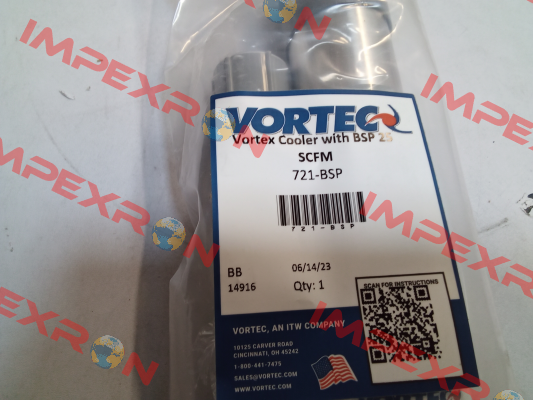 VORTEC
Vortex Cooler with BSP 25
SCFM
721-BSP
721-BSP
BB
06/14/23
14916
Qty: 1
SCAN FOR INSTRUCTIONS
VORTEC, AN ITW COMPANY
10125 CARVER ROAD
CINCINNATI, OH 45242
1-800-441-7475
SALES@VORTEC.COM
WWW.VORTEC.COM
IMPEXRON
IMPEXRON
IMPEXRON
IMPEXRON